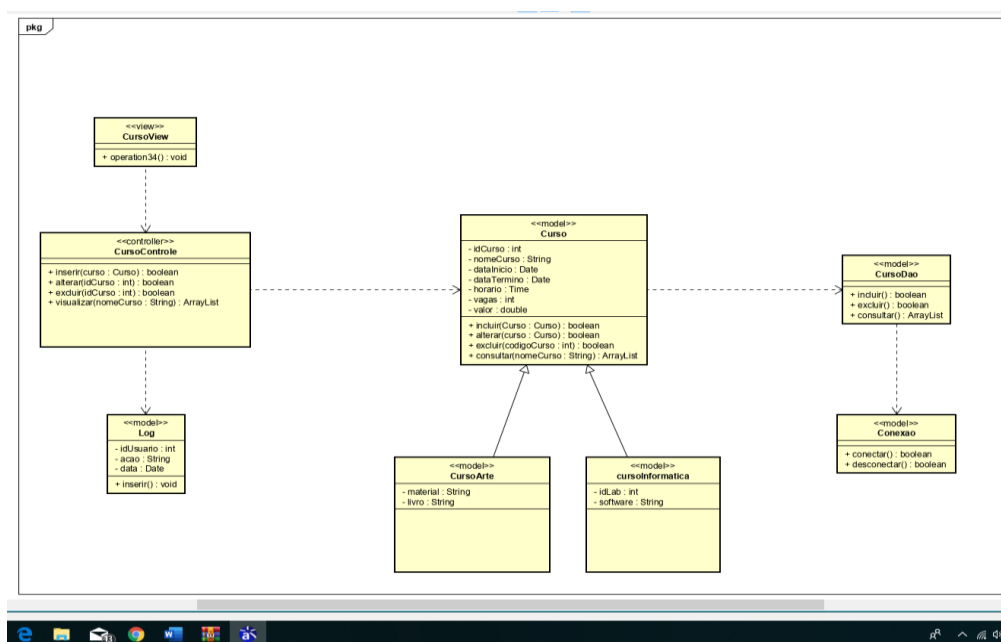 pkg
<<view>>
CursoView
+ operation34() : void
<<controller>>
CursoControle
+ inserir(curso : Curso) : boolean
+ alterar(idCurso : int) : boolean
+ excluir(idCurso : int) : boolean
+ visualizar(nomeCurso : String) : ArrayList
<<model>>
Log
- idUsuario : int
- acao : String
- data : Date
+ inserir() : void
<<model>>
Curso
- idCurso : int
- nomeCurso : String
- dataInicio : Date
- dataTermino : Date
- horario : Time
- vagas : int
- valor : double
+ incluir(Curso : Curso) : boolean
+ alterar(curso : Curso) : boolean
+ excluir(codigoCurso : int) : boolean
+ consultar(nomeCurso : String) : ArrayList
<<model>>
CursoArte
- material : String
- livro : String
<<model>>
cursoInformatica
- idLab : int
- software : String
<<model>>
CursoDao
+ incluir() : boolean
+ excluir() : boolean
+ consultar() : ArrayList
<<model>>
Conexao
+ conectar() : boolean
+ desconectar() : boolean